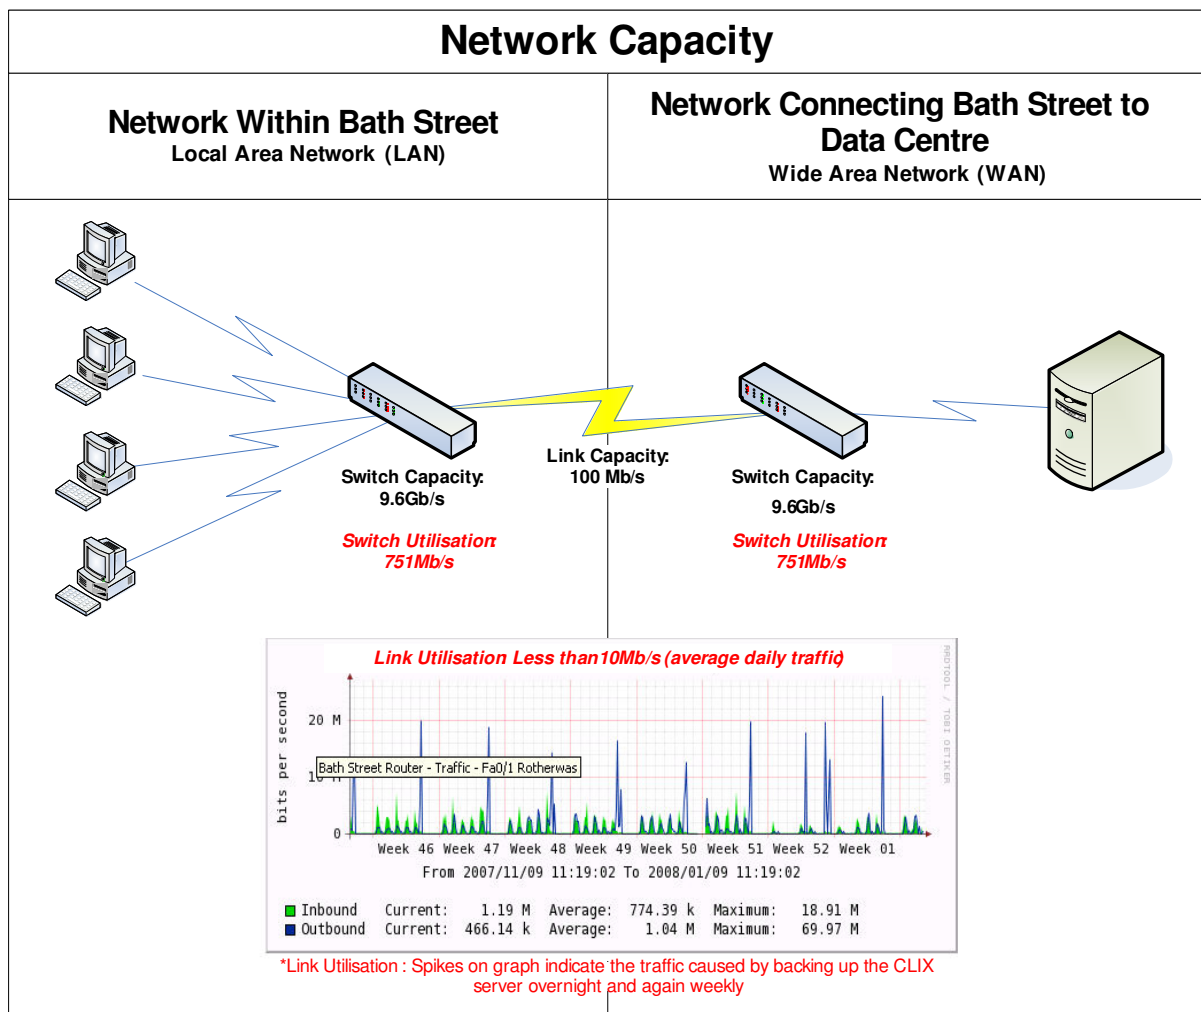 Network Capacity
Network Within Bath Street
Local Area Network (LAN)
Network Connecting Bath Street to
Data Centre
Wide Area Network (WAN)
Link Capacity:
100 Mb/s
Switch Capacity:
9.6Gb/s
Switch Utilisation:
751Mb/s
Switch Capacity:
9.6Gb/s
Switch Utilisation:
751Mb/s
Link Utilisation Less than10Mb/s (average daily traffic)
RRDTOOL / TOBI OETIKER
bits per second
20 M
Bath Street Router - Traffic - Fa0/1 Rotherwas
10 M
0
Week 46 Week 47 Week 48 Week 49 Week 50 Week 51 Week 52 Week 01
From 2007/11/09 11:19:02 To 2008/01/09 11:19:02
Inbound Current: 1.19 M Average: 774.39 k Maximum: 18.91 M
Outbound Current: 466.14 k Average: 1.04 M Maximum: 69.97 M
*Link Utilisation : Spikes on graph indicate the traffic caused by backing up the CLIX
server overnight and again weekly